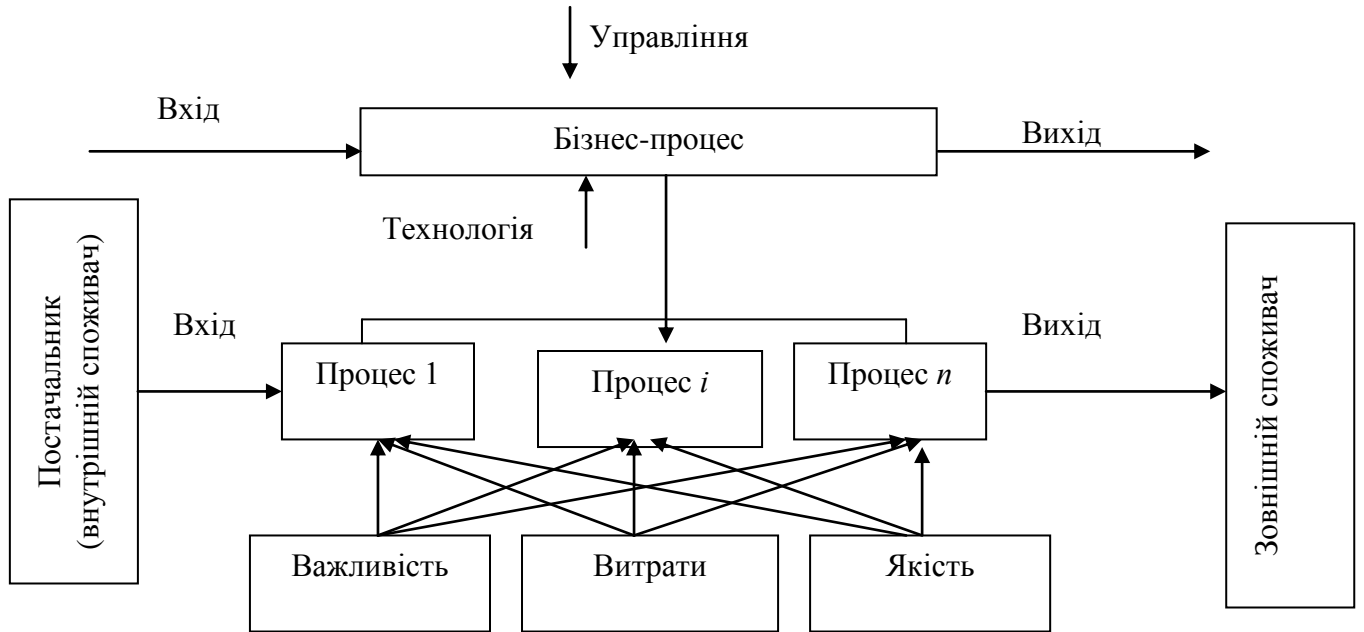 Управління
Вхід
Бізнес-процес
Вихід
Технологія
Постачальник
(внутрішній споживач)
Вхід
Процес 1
Процес i
Процес n
Вихід
Зовнішній споживач
Важливість
Витрати
Якість